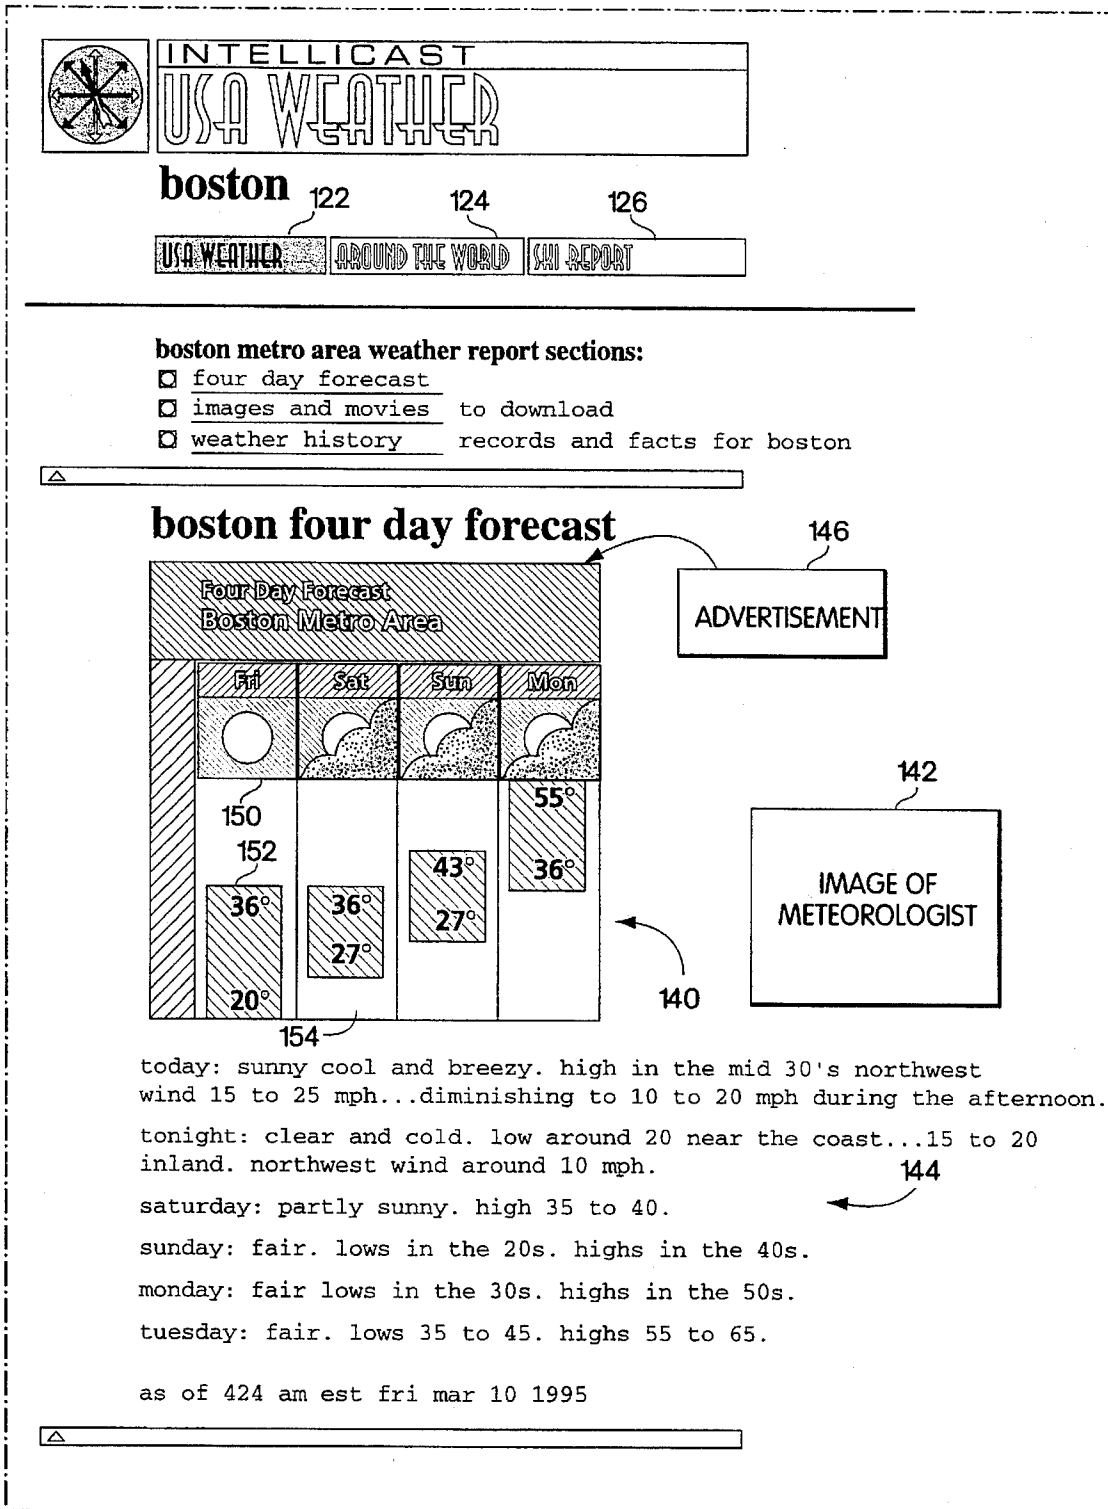 INTELLICAST
USA WEATHER
boston
122
124
126
USA WEATHER
AROUND THE WORLD
SKI REPORT
boston metro area weather report sections:
four day forecast
images and movies to download
weather history records and facts for boston
boston four day forecast
146
Four Day Forecast
Boston Metro Area
ADVERTISEMENT
Fri Sat Sun Mon
142
150
55°
152
43°
36°
IMAGE OF
METEOROLOGIST
36° 36°
27°
27°
20°
140
154
today: sunny cool and breezy. high in the mid 30's northwest
wind 15 to 25 mph...diminishing to 10 to 20 mph during the afternoon.
tonight: clear and cold. low around 20 near the coast...15 to 20
inland. northwest wind around 10 mph.
144
saturday: partly sunny. high 35 to 40.
sunday: fair. lows in the 20s. highs in the 40s.
monday: fair lows in the 30s. highs in the 50s.
tuesday: fair. lows 35 to 45. highs 55 to 65.
as of 424 am est fri mar 10 1995